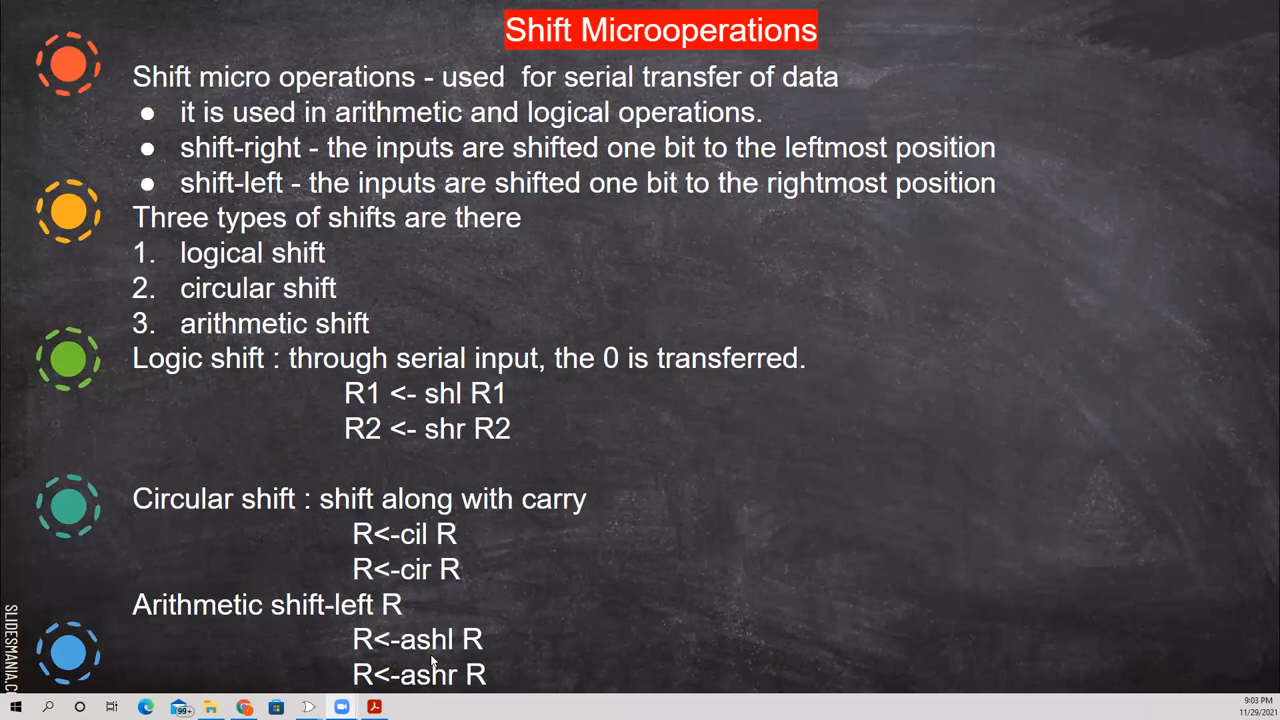 Shift Microoperations
Shift micro operations - used  for serial transfer of data
● it is used in arithmetic and logical operations.
● shift-right - the inputs are shifted one bit to the leftmost position
● shift-left - the inputs are shifted one bit to the rightmost position
Three types of shifts are there
1. logical shift
2. circular shift
3. arithmetic shift
Logic shift : through serial input, the 0 is transferred.
R1 <- shl R1
R2 <- shr R2
Circular shift : shift along with carry
R<-cil R
R<-cir R
Arithmetic shift-left R
R<-ashl R
R<-ashr R
SLIDESMANIA.C
99+
9:03 PM
11/29/2021